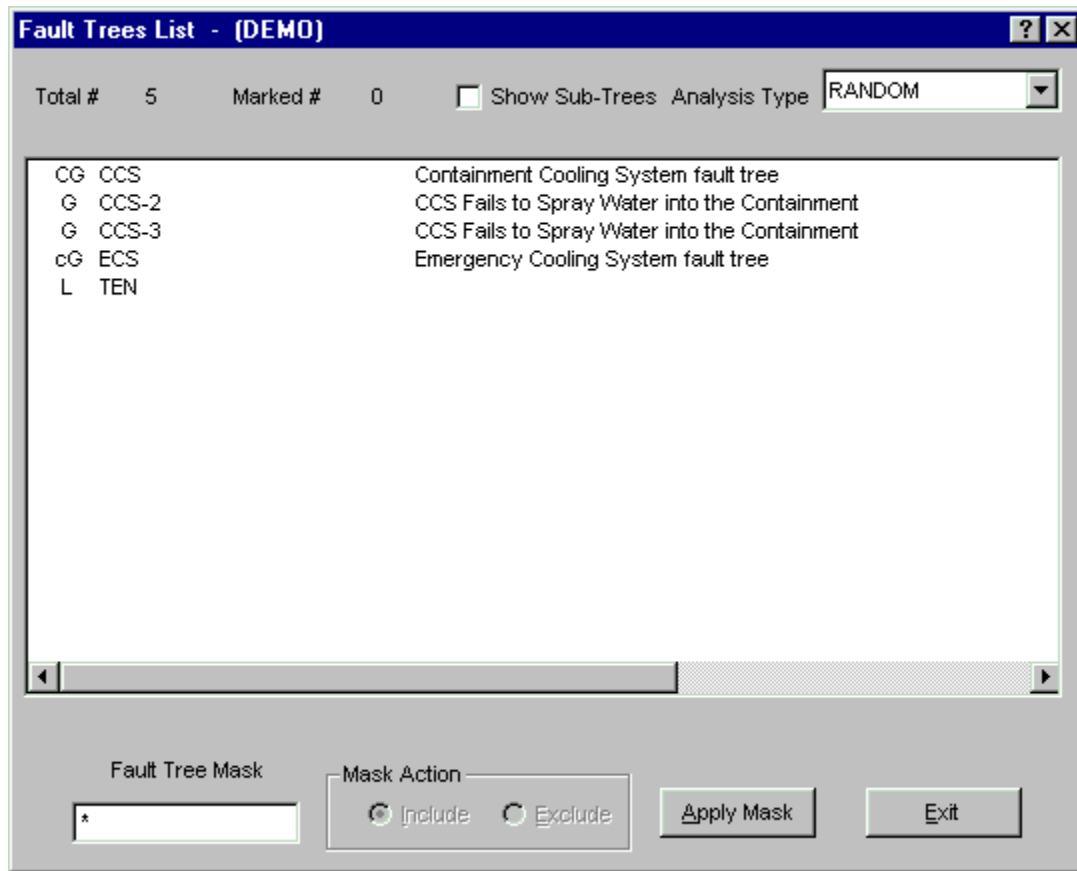 Fault Trees List - (DEMO)
Total # 5 Marked # 0 Show Sub-Trees Analysis Type RANDOM
CG CCS Containment Cooling System fault tree
G CCS-2 CCS Fails to Spray Water into the Containment
G CCS-3 CCS Fails to Spray Water into the Containment
cG ECS Emergency Cooling System fault tree
L TEN
Fault Tree Mask
Mask Action
* Include Exclude Apply Mask Exit